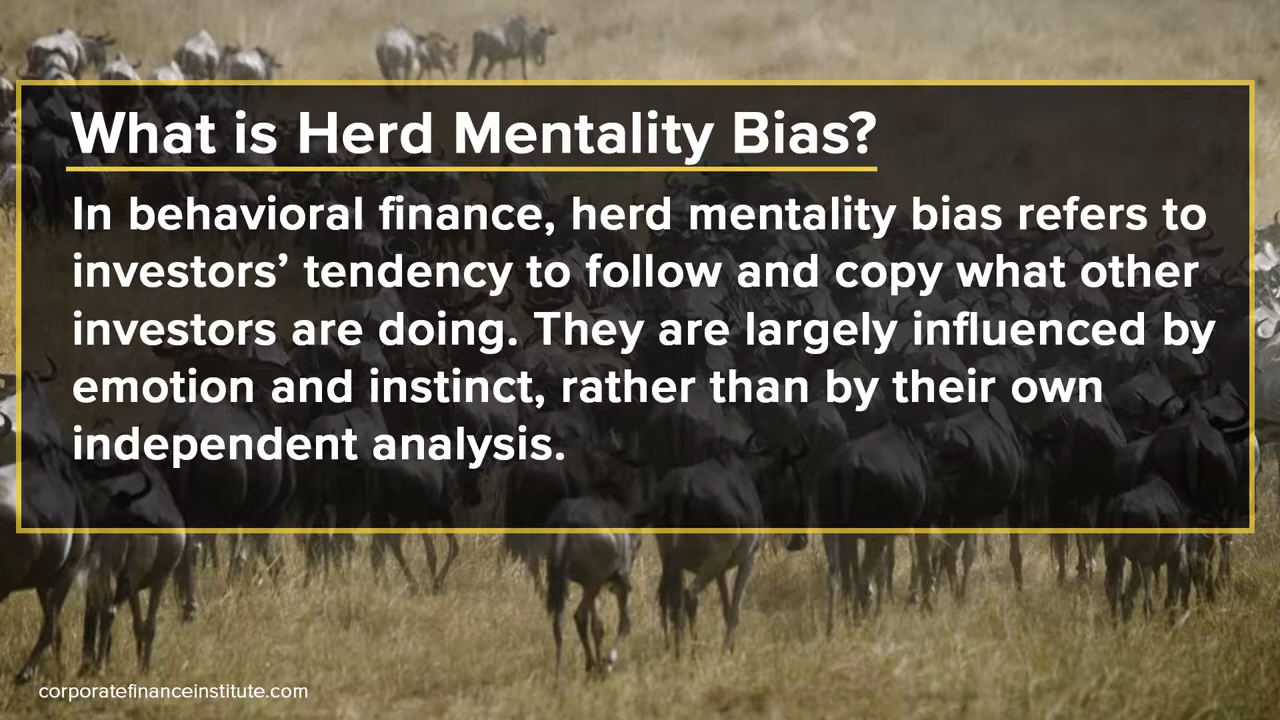 What is Herd Mentality Bias?
In behavioral finance, herd mentality bias refers to
investors’ tendency to follow and copy what other
investors are doing. They are largely influenced by
emotion and instinct, rather than by their own
independent analysis.
corporatefinanceinstitute.com